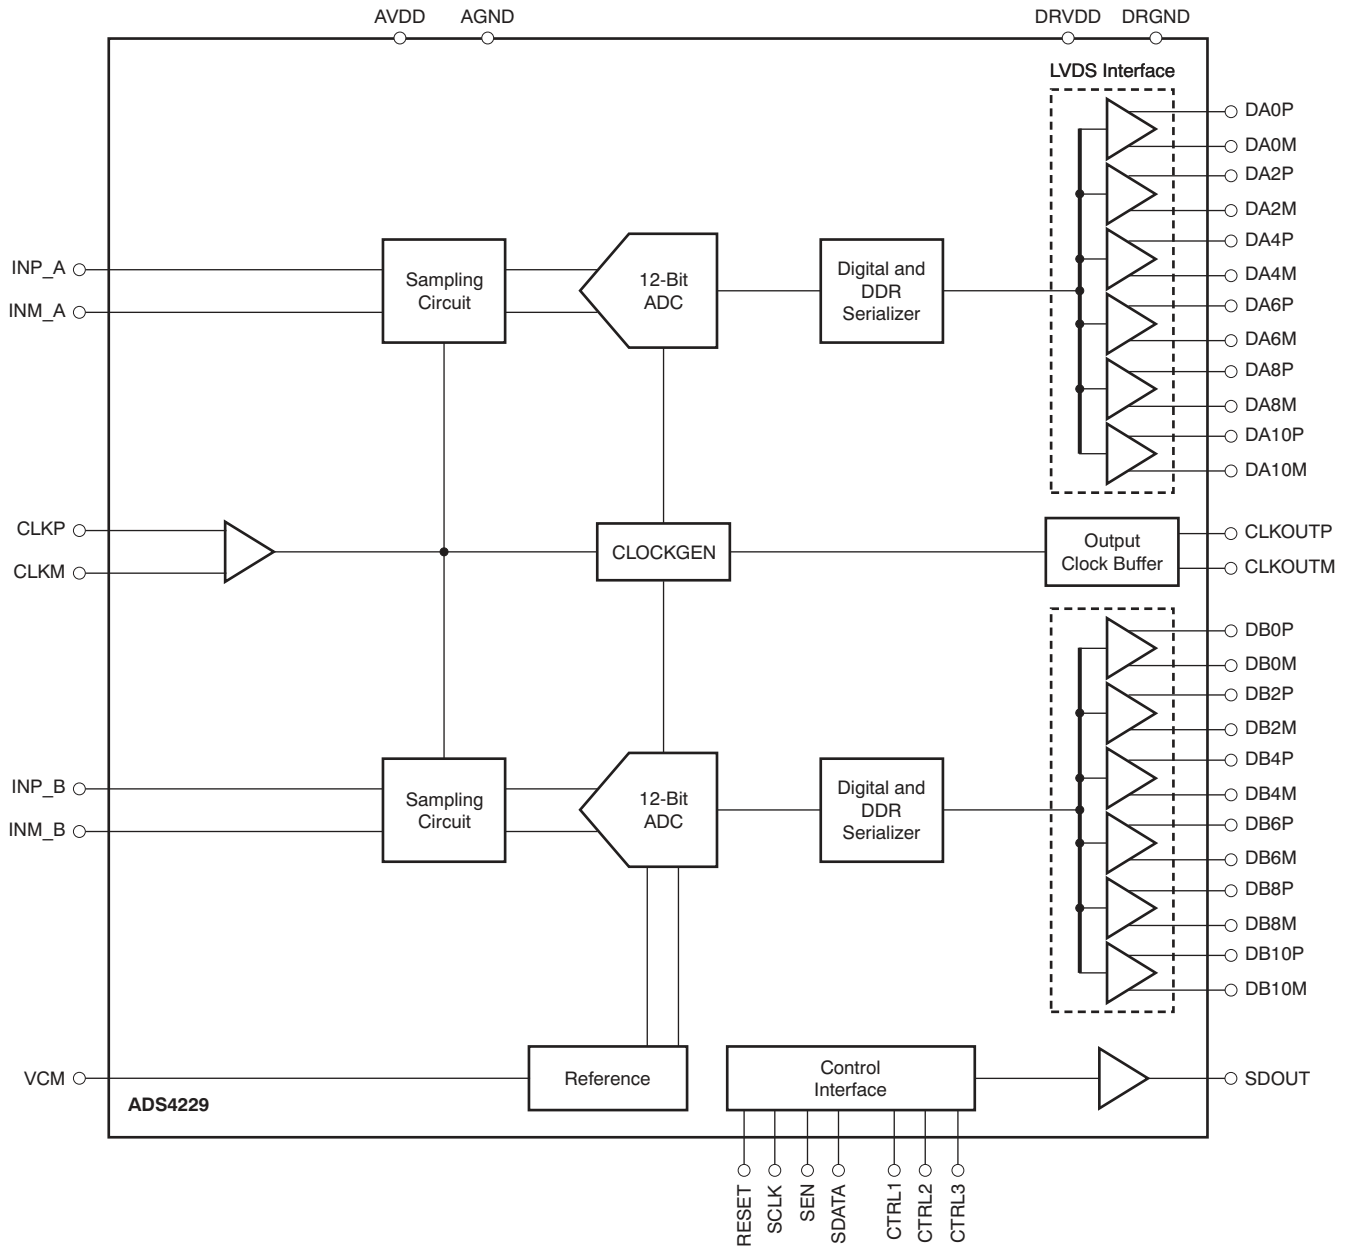 AVDD
AGND
DRVDD
DRGND
LVDS Interface
DA0P
DA0M
DA2P
DA2M
DA4P
DA4M
DA6P
DA6M
DA8P
DA8M
DA10P
DA10M
INP_A
INM_A
Sampling
Circuit
12-Bit
ADC
Digital and
DDR
Serializer
CLKP
CLKM
CLOCKGEN
Output
Clock Buffer
CLKOUTP
CLKOUTM
DB0P
DB0M
DB2P
DB2M
DB4P
DB4M
DB6P
DB6M
DB8P
DB8M
DB10P
DB10M
INP_B
INM_B
Sampling
Circuit
12-Bit
ADC
Digital and
DDR
Serializer
VCM
Reference
Control
Interface
SDOUT
ADS4229
RESET
SCLK
SEN
SDATA
CTRL1
CTRL2
CTRL3